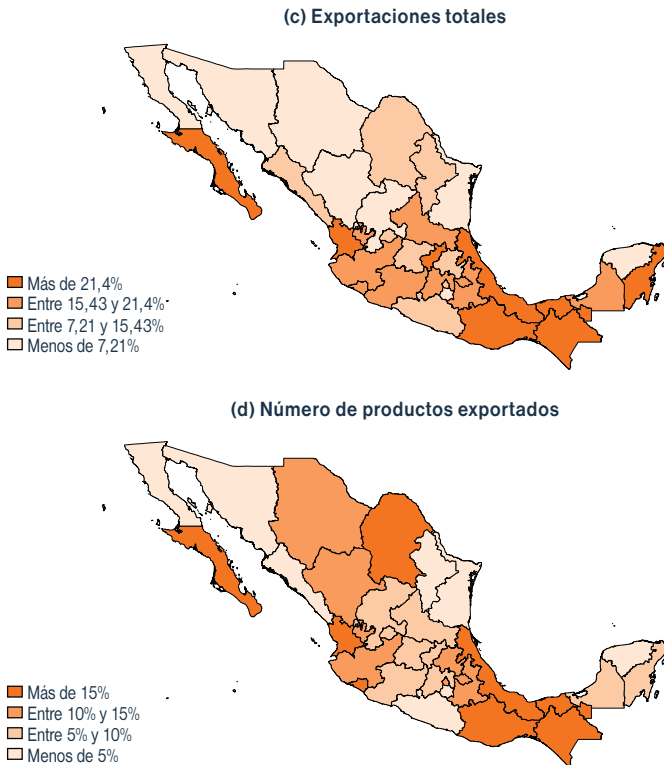 (c) Exportaciones totales
Más de 21,4%
Entre 15,43 y 21,4%
Entre 7,21 y 15,43%
Menos de 7,21%
(d) Número de productos exportados
Más de 15%
Entre 10% y 15%
Entre 5% y 10%
Menos de 5%